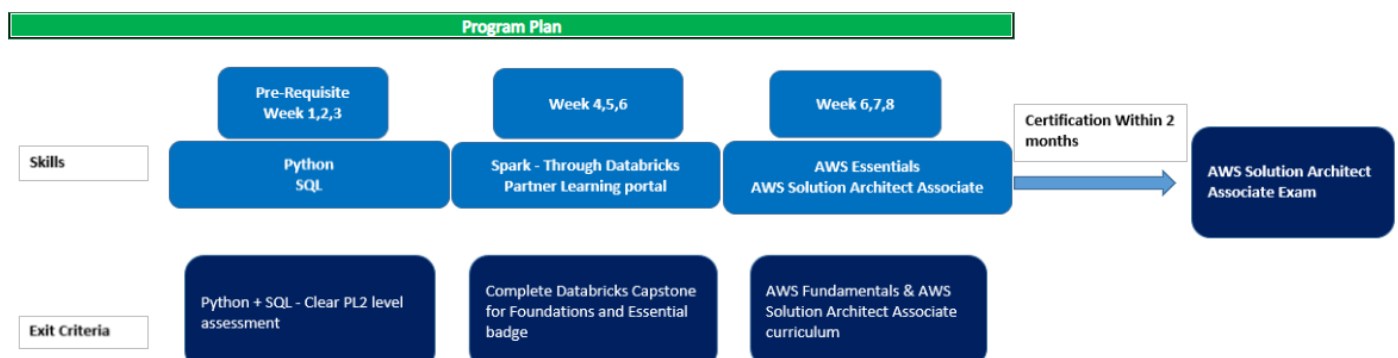 Program Plan
Pre-Requisite
Week 1,2,3
Week 4,5,6
Week 6,7,8
Certification Within 2
months
Skills
Python
SQL
Spark - Through Databricks
Partner Learning portal
AWS Essentials
AWS Solution Architect Associate
AWS Solution Architect
Associate Exam
Exit Criteria
Python + SQL - Clear PL2 level
assessment
Complete Databricks Capstone
for Foundations and Essential
badge
AWS Fundamentals & AWS
Solution Architect Associate
curriculum